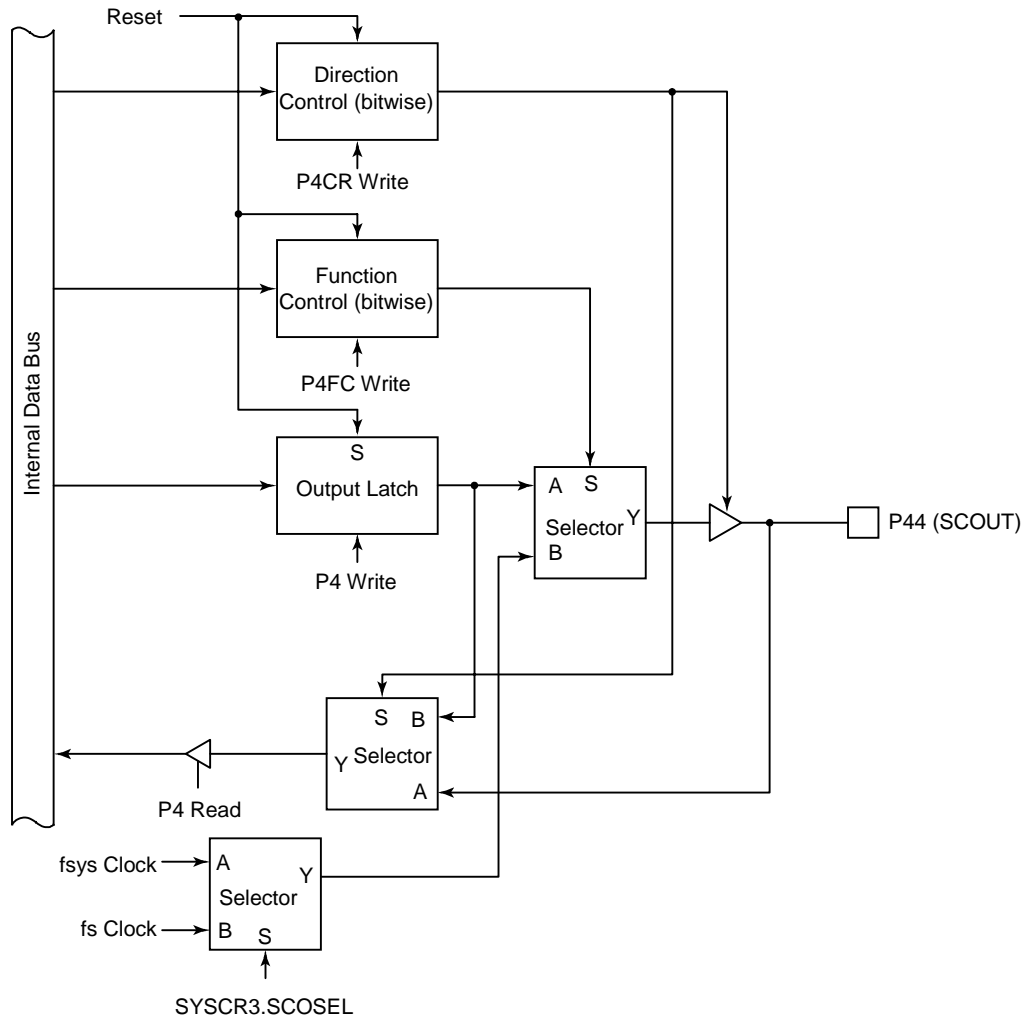 Reset
Direction
Control (bitwise)
P4CR Write
Function
Control (bitwise)
P4FC Write
Internal Data Bus
S
Output Latch
P4 Write
A
S
Selector
Y
B
P44 (SCOUT)
S
B
Y
Selector
A
P4 Read
fsys Clock
A
Y
Selector
fs Clock
B
S
SYSCR3.SCOSEL